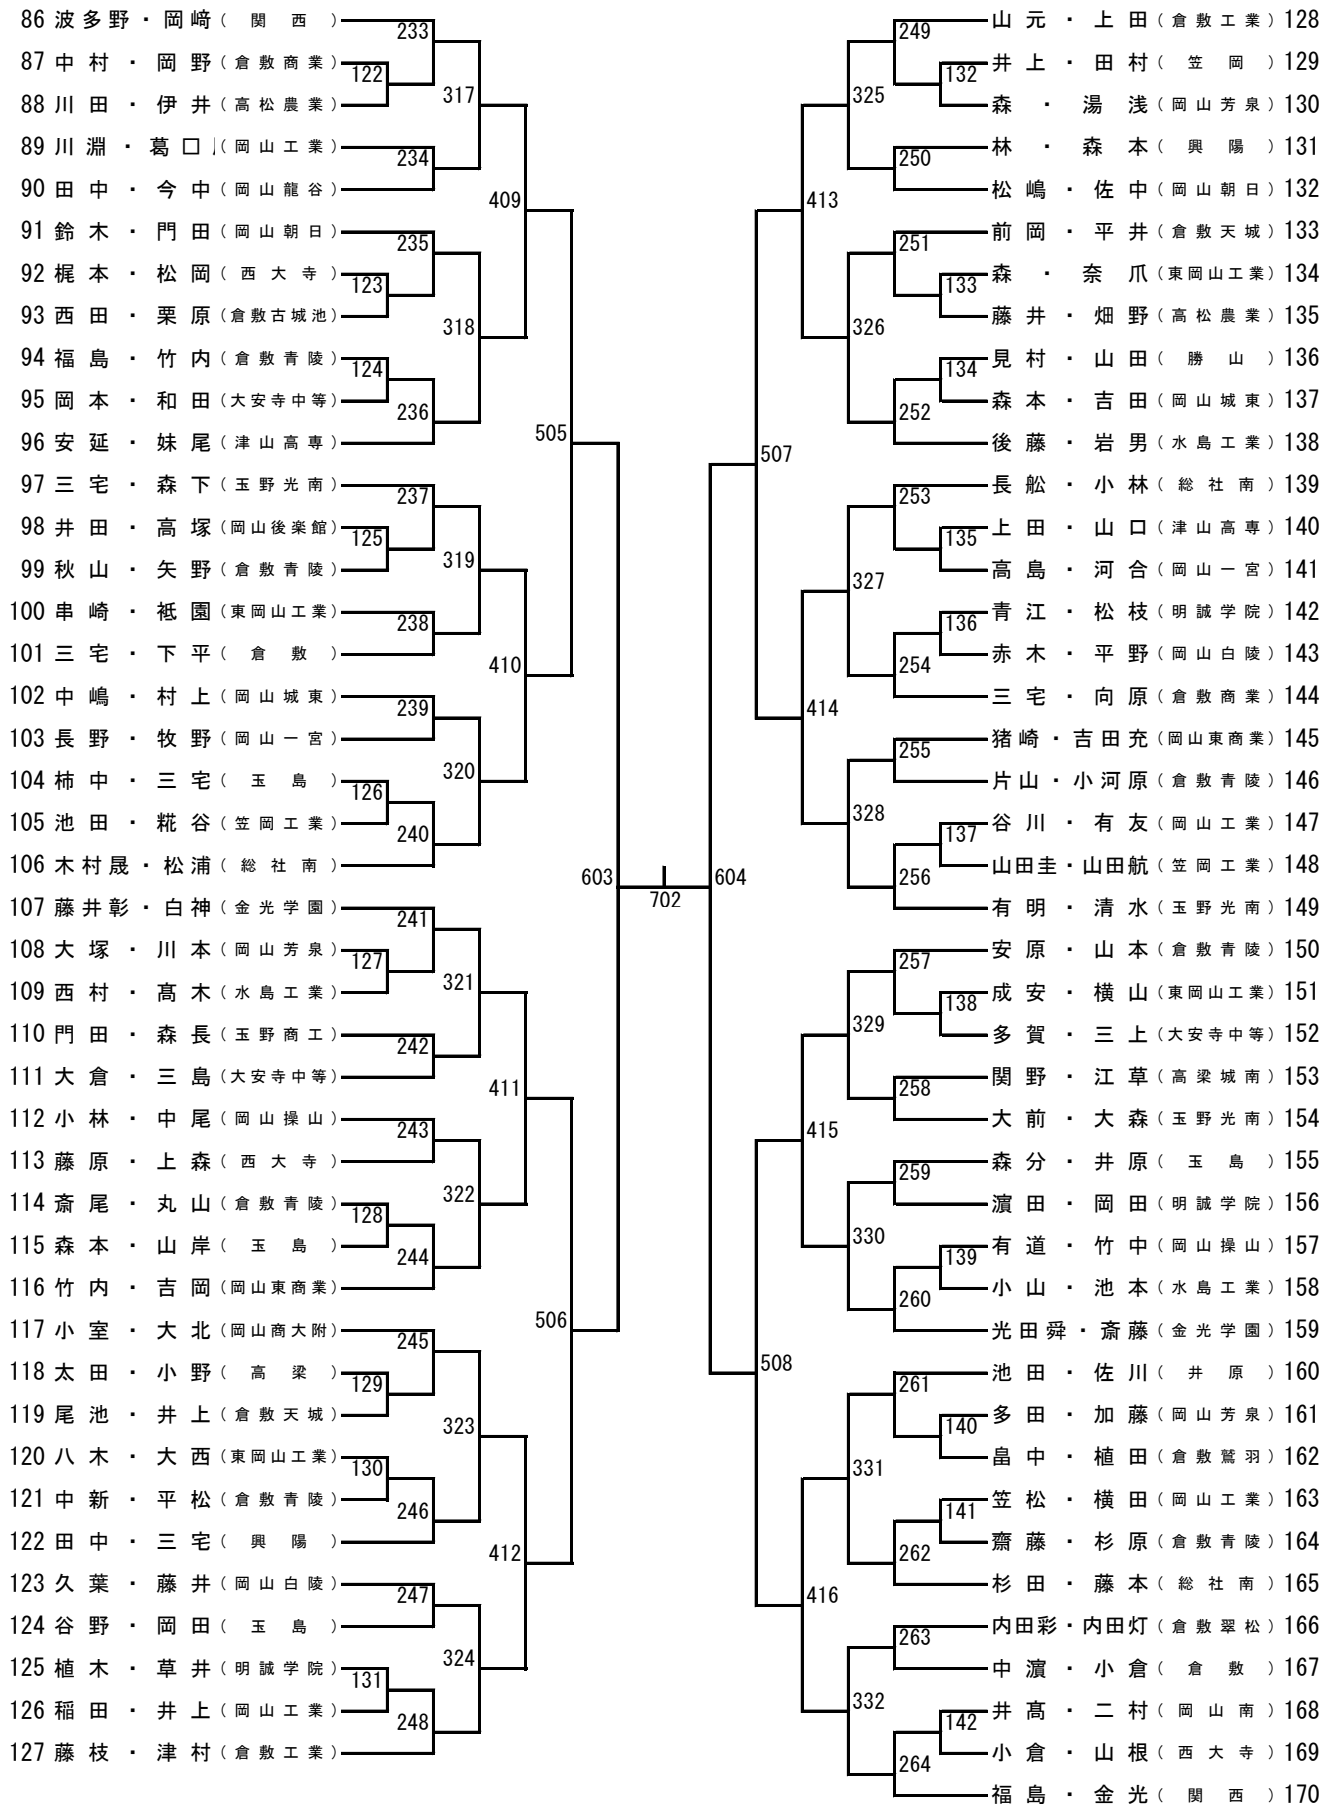 86 波多野・岡﨑 (関西)
87 中村・岡野 (倉敷商業)
88 川田・伊井 (高松農業)
89 川淵・葛口 (岡山工業)
90 田中・今中 (岡山龍谷)
91 鈴木・門田 (岡山朝日)
92 梶本・松岡 (西大寺)
93 西田・栗原 (倉敷古城池)
94 福島・竹内 (倉敷青陵)
95 岡本・和田 (大安寺中等)
96 安延・妹尾 (津山高専)
97 三宅・森下 (玉野光南)
98 井田・高塚 (岡山後楽館)
99 秋山・矢野 (倉敷青陵)
100 串崎・祗園 (東岡山工業)
101 三宅・下平 (倉敷)
102 中嶋・村上 (岡山城東)
103 長野・牧野 (岡山一宮)
104 柿中・三宅 (玉島)
105 池田・糀谷 (笠岡工業)
106 木村晟・松浦 (総社南)
107 藤井彰・白神 (金光学園)
108 大塚・川本 (岡山芳泉)
109 西村・髙木 (水島工業)
110 門田・森長 (玉野商工)
111 大倉・三島 (大安寺中等)
112 小林・中尾 (岡山操山)
113 藤原・上森 (西大寺)
114 斎尾・丸山 (倉敷青陵)
115 森本・山岸 (玉島)
116 竹内・吉岡 (岡山東商業)
117 小室・大北 (岡山商大附)
118 太田・小野 (高梁)
119 尾池・井上 (倉敷天城)
120 八木・大西 (東岡山工業)
121 中新・平松 (倉敷青陵)
122 田中・三宅 (興陽)
123 久葉・藤井 (岡山白陵)
124 谷野・岡田 (玉島)
125 植木・草井 (明誠学院)
126 稲田・井上 (岡山工業)
127 藤枝・津村 (倉敷工業)
122
123
124
125
126
127
128
129
130
131
233
234
235
236
237
238
239
240
241
242
243
244
245
246
247
248
317
318
319
320
321
322
323
324
409
410
411
412
505
506
603
702
604
507
508
413
414
415
416
325
326
327
328
329
330
331
332
249
250
251
252
253
254
255
256
257
258
259
260
261
262
263
264
132
133
134
135
136
137
138
139
140
141
142
山元・上田 (倉敷工業) 128
井上・田村 (笠岡) 129
森・湯浅 (岡山芳泉) 130
林・森本 (興陽) 131
松嶋・佐中 (岡山朝日) 132
前岡・平井 (倉敷天城) 133
森・奈爪 (東岡山工業) 134
藤井・畑野 (高松農業) 135
見村・山田 (勝山) 136
森本・吉田 (岡山城東) 137
後藤・岩男 (水島工業) 138
長舩・小林 (総社南) 139
上田・山口 (津山高専) 140
高島・河合 (岡山一宮) 141
青江・松枝 (明誠学院) 142
赤木・平野 (岡山白陵) 143
三宅・向原 (倉敷商業) 144
猪崎・吉田充 (岡山東商業) 145
片山・小河原 (倉敷青陵) 146
谷川・有友 (岡山工業) 147
山田圭・山田航 (笠岡工業) 148
有明・清水 (玉野光南) 149
安原・山本 (倉敷青陵) 150
成安・横山 (東岡山工業) 151
多賀・三上 (大安寺中等) 152
関野・江草 (高梁城南) 153
大前・大森 (玉野光南) 154
森分・井原 (玉島) 155
濵田・岡田 (明誠学院) 156
有道・竹中 (岡山操山) 157
小山・池本 (水島工業) 158
光田舜・斎藤 (金光学園) 159
池田・佐川 (井原) 160
多田・加藤 (岡山芳泉) 161
畠中・植田 (倉敷鷲羽) 162
笠松・横田 (岡山工業) 163
齋藤・杉原 (倉敷青陵) 164
杉田・藤本 (総社南) 165
内田彩・内田灯 (倉敷翠松) 166
中濵・小倉 (倉敷) 167
井髙・二村 (岡山南) 168
小倉・山根 (西大寺) 169
福島・金光 (関西) 170